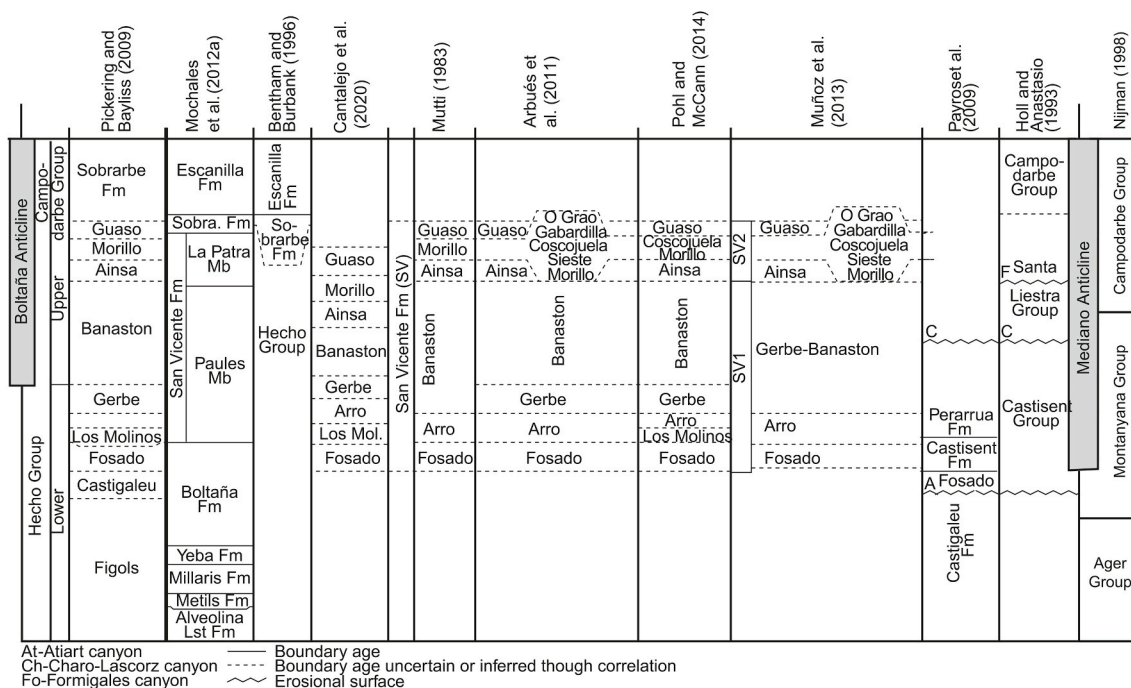 Pickering and
Bayliss (2009)
Mochales
et al. (2012a)
Bentham and
Burbank (1996)
Cantalejo et al.
(2020)
Mutti (1983)
Arbués et
al. (2011)
Pohl and
McCann (2014)
Muñoz et al.
(2013)
Payroset et al.
(2009)
Holl and
Anastasio
(1993)
Nijman (1998)
Boltaña Anticline
Campo-
darbe Group
Upper
Hecho Group
Lower
Sobrarbe
Fm
Guaso
Morillo
Ainsa
Banaston
Gerbe
Los Molinos
Fosado
Castigaleu
Figols
Escanilla
Fm
Sobra. Fm
San Vicente Fm
La Patra
Mb
Paules
Mb
Boltaña
Fm
Yeba Fm
Millaris Fm
Metils Fm
Alveolina
Lst Fm
Escanilla
Fm
So-
brarbe
Fm
Hecho
Group
Guaso
Morillo
Ainsa
Banaston
Gerbe
Arro
Los Mol.
Fosado
San Vicente Fm (SV)
Guaso
Morillo
Ainsa
Banaston
Arro
Fosado
Guaso
O Grao
Gabardilla
Coscojuela
Sieste
Morillo
Ainsa
Banaston
Gerbe
Arro
Fosado
Guaso
Coscojuela
Morillo
Ainsa
Banaston
Gerbe
Arro
Los Molinos
Fosado
SV2
SV1
Guaso
O Grao
Gabardilla
Coscojuela
Sieste
Morillo
Ainsa
Gerbe-Banaston
Arro
Fosado
C
Perarrua
Fm
Castisent
Fm
A Fosado
Castigaleu
Fm
Campo-
darbe
Group
F Santa
Liestra
Group
C
Castisent
Group
Mediano Anticline
Campodarbe Group
Montanyana Group
Ager
Group
At-Atiart canyon
Boundary age
Ch-Charo-Lascorz canyon
Boundary age uncertain or inferred though correlation
Fo-Formigales canyon
Erosional surface